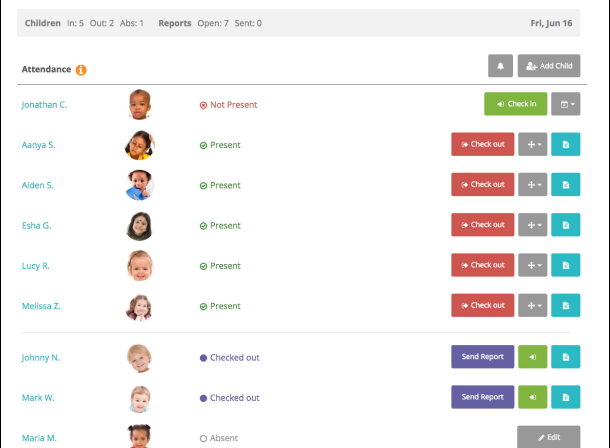 Children In: 5 Out: 2 Abs: 1 Reports Open: 7 Sent: 0 Fri, Jun 16
Attendance Add Child
Jonathan C. Not Present Check In
Aanya S. Present Check out
Aiden S. Present Check out
Esha G. Present Check out
Lucy R. Present Check out
Melissa Z. Present Check out
Johnny N. Checked out Send Report
Mark W. Checked out Send Report
Maria M. Absent Edit